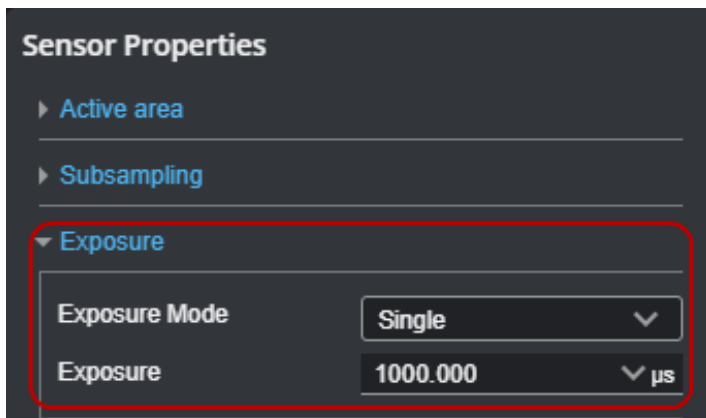 Sensor Properties
Active area
Subsampling
Exposure
Exposure Mode Single
Exposure 1000.000 µs